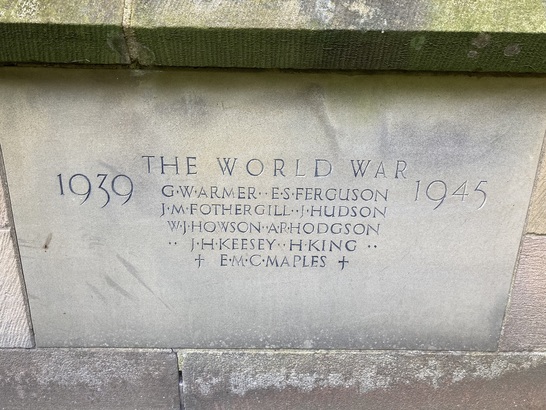 THE WORLD WAR
1939 1945
G·W·ARMER·· E·S·FERGUSON
J·M·FOTHERGILL··J·HUDSON
W·J·HOWSON·A·P·HODGSON
·· J·H·KEESEY··H·KING ··
✝ E·M·C·MAPLES ✝